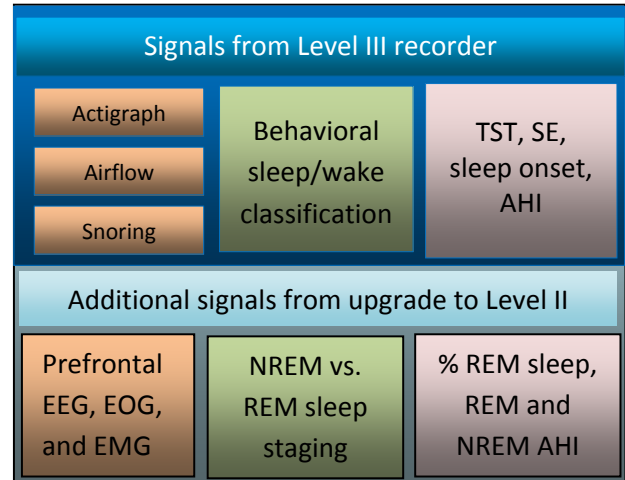 Signals from Level III recorder
Actigraph
Airflow
Snoring
Behavioral
sleep/wake
classification
TST, SE,
sleep onset,
AHI
Additional signals from upgrade to Level II
Prefrontal
EEG, EOG,
and EMG
NREM vs.
REM sleep
staging
% REM sleep,
REM and
NREM AHI